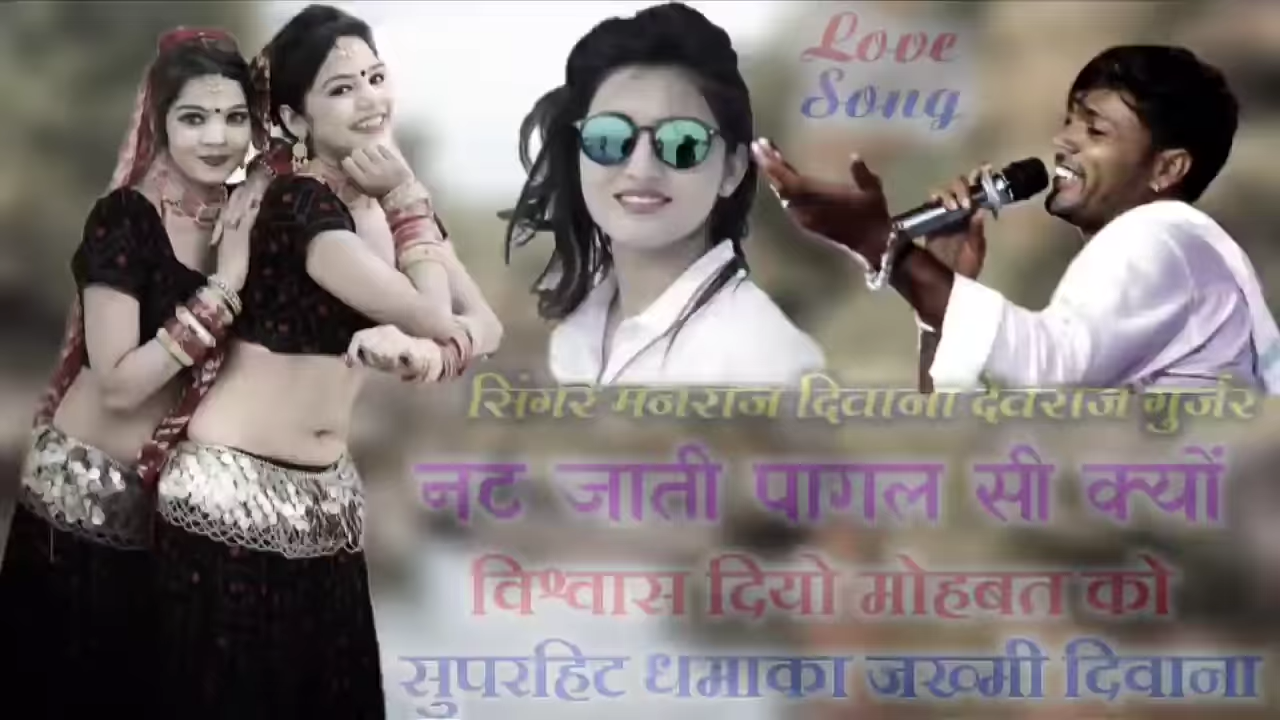 Love
Song
सिंगर मनराज दिवाना देवराज गुर्जर
नट जाती पागल सी क्यों
विश्वास दियो मोहबत को
सुपरहिट धमाका जख्मी दिवाना